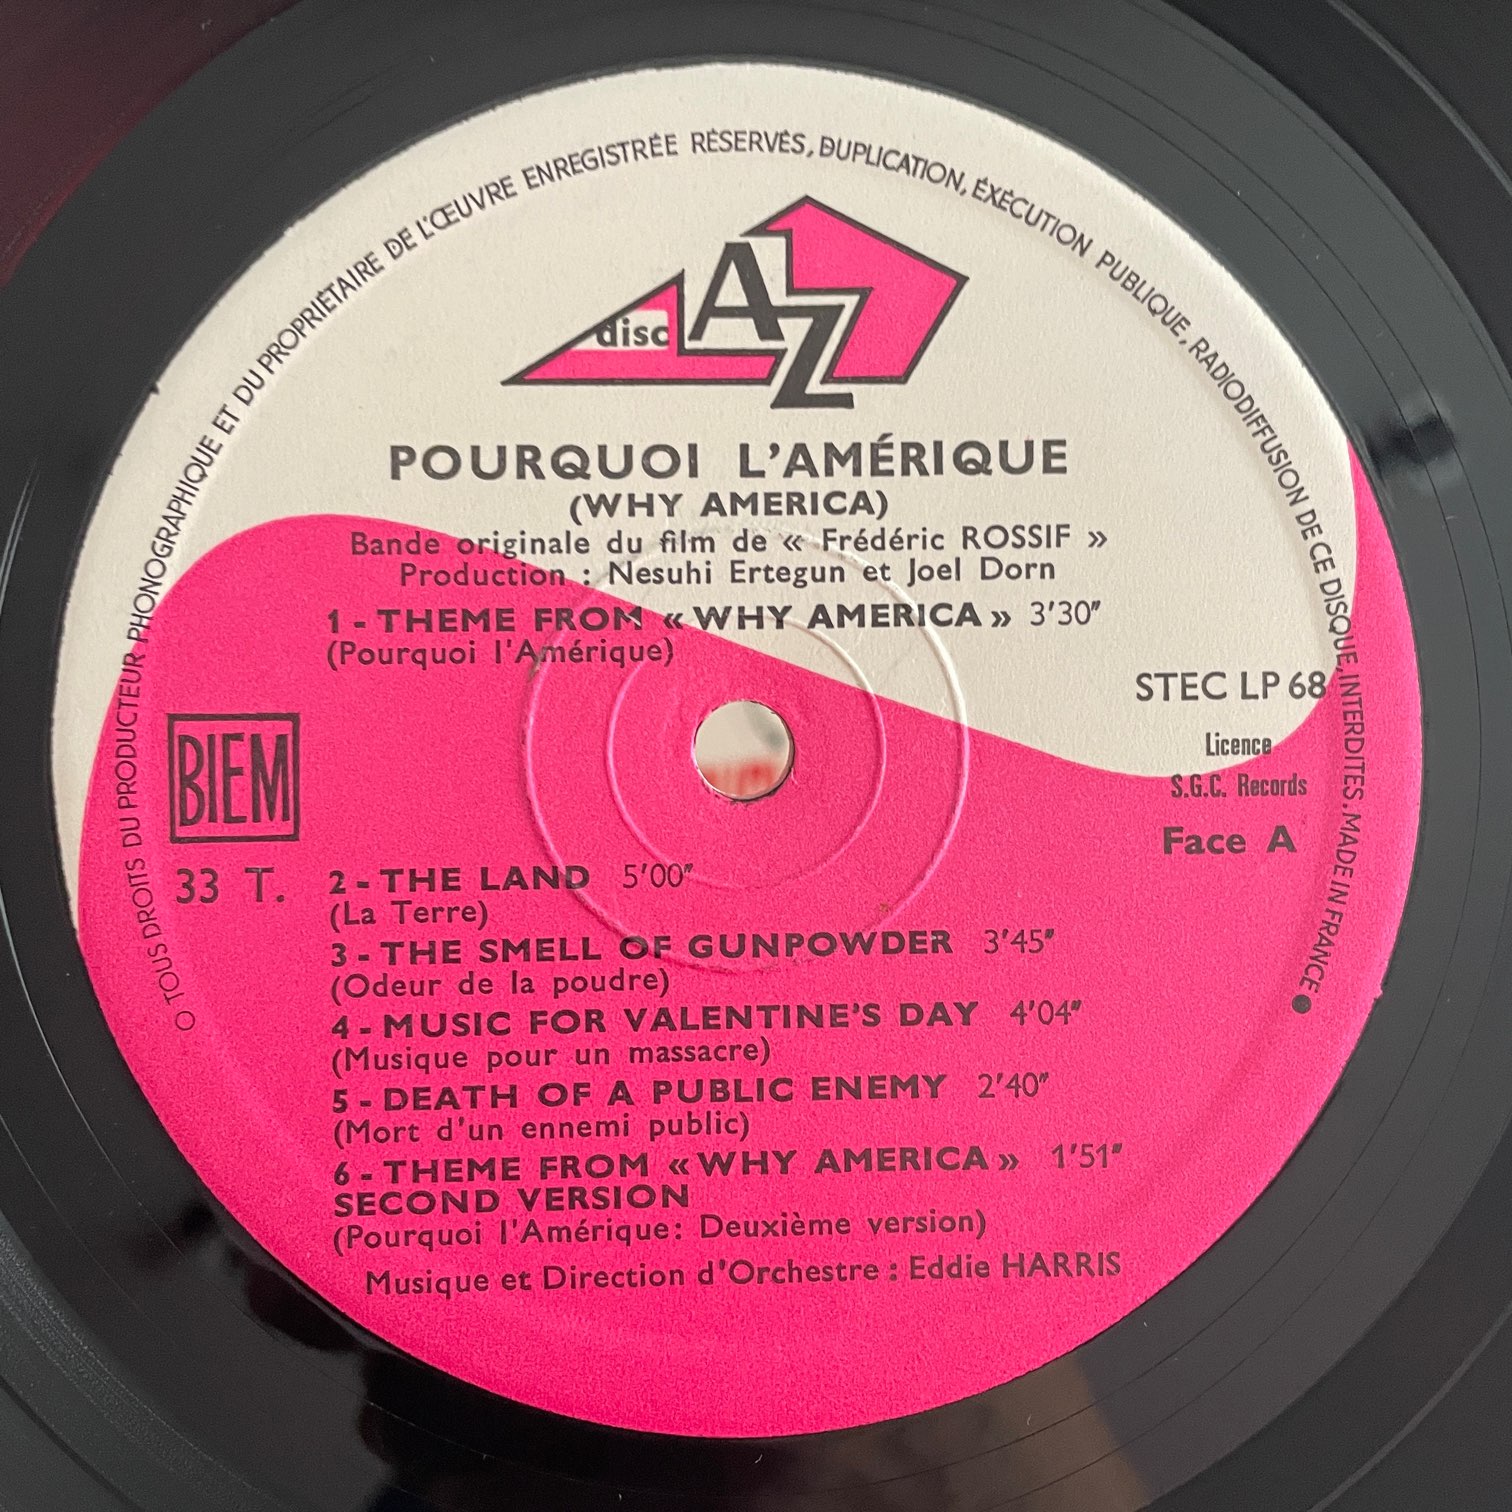 O TOUS DROITS DU PRODUCTEUR PHONOGRAPHIQUE ET DU PROPRIÉTAIRE DE L'ŒUVRE ENREGISTRÉE RÉSERVÉS, DUPLICATION, ÉXÉCUTION PUBLIQUE, RADIODIFFUSION DE CE DISQUE, INTERDITES. MADE IN FRANCE ●
disc AZ
POURQUOI L'AMÉRIQUE
(WHY AMERICA)
Bande originale du film de « Frédéric ROSSIF »
Production : Nesuhi Ertegun et Joel Dorn
1 - THEME FROM « WHY AMERICA » 3'30"
(Pourquoi l'Amérique)
STEC LP 68
Licence
S.G.C. Records
Face A
BIEM
33 T.
2 - THE LAND 5'00"
(La Terre)
3 - THE SMELL OF GUNPOWDER 3'45"
(Odeur de la poudre)
4 - MUSIC FOR VALENTINE'S DAY 4'04"
(Musique pour un massacre)
5 - DEATH OF A PUBLIC ENEMY 2'40"
(Mort d'un ennemi public)
6 - THEME FROM « WHY AMERICA » 1'51"
SECOND VERSION
(Pourquoi l'Amérique: Deuxième version)
Musique et Direction d'Orchestre : Eddie HARRIS